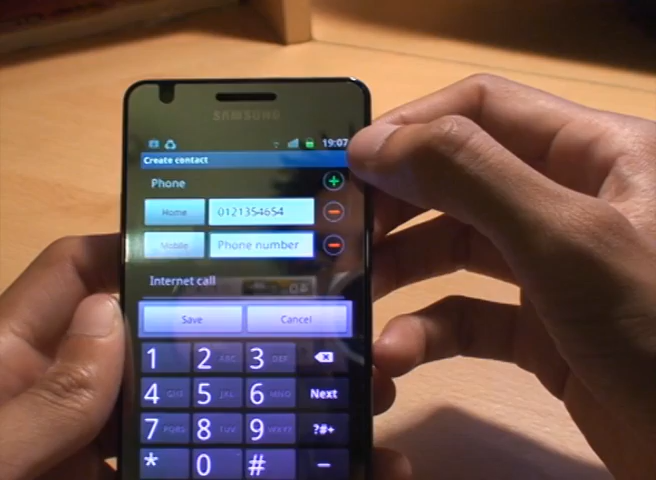 SAMSUNG
19:07
Create contact
Phone
Home 0121354654
Mobile Phone number
Internet call
Save Cancel
1 2 ABC 3 DEF
4 GHI 5 JKL 6 MNO Next
7 PQRS 8 TUV 9 WXYZ ?#+
* 0 # –